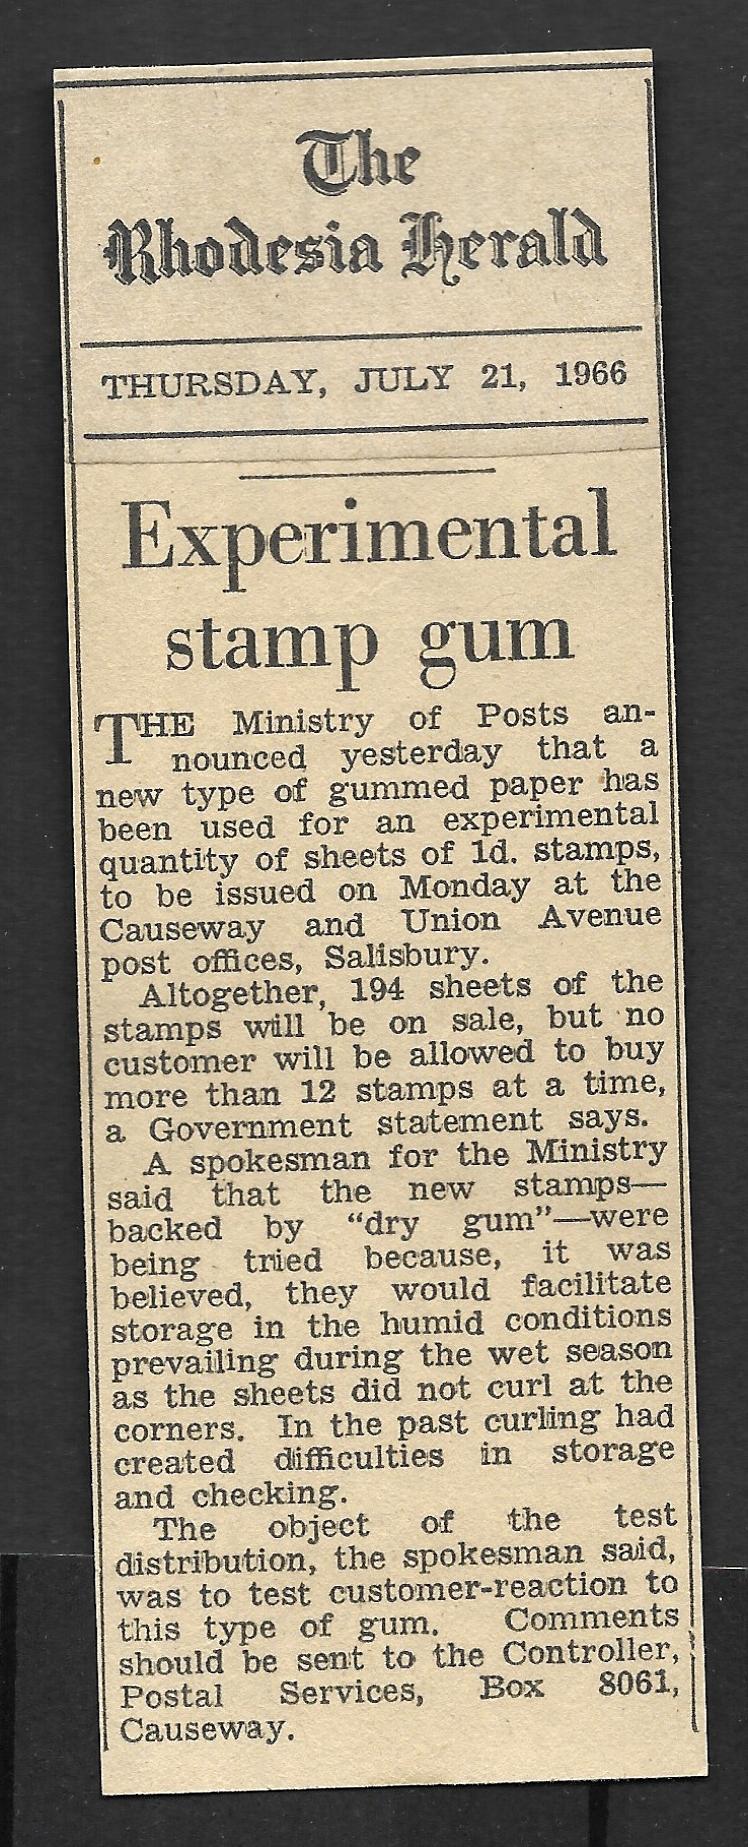 The
Rhodesia Herald
THURSDAY, JULY 21, 1966
Experimental
stamp gum
THE Ministry of Posts an-
nounced yesterday that a
new type of gummed paper has
been used for an experimental
quantity of sheets of 1d. stamps,
to be issued on Monday at the
Causeway and Union Avenue
post offices, Salisbury.
Altogether, 194 sheets of the
stamps will be on sale, but no
customer will be allowed to buy
more than 12 stamps at a time,
a Government statement says.
A spokesman for the Ministry
said that the new stamps—
backed by “dry gum”—were
being tried because, it was
believed, they would facilitate
storage in the humid conditions
prevailing during the wet season
as the sheets did not curl at the
corners. In the past curling had
created difficulties in storage
and checking.
The object of the test
distribution, the spokesman said,
was to test customer-reaction to
this type of gum. Comments
should be sent to the Controller,
Postal Services, Box 8061,
Causeway.